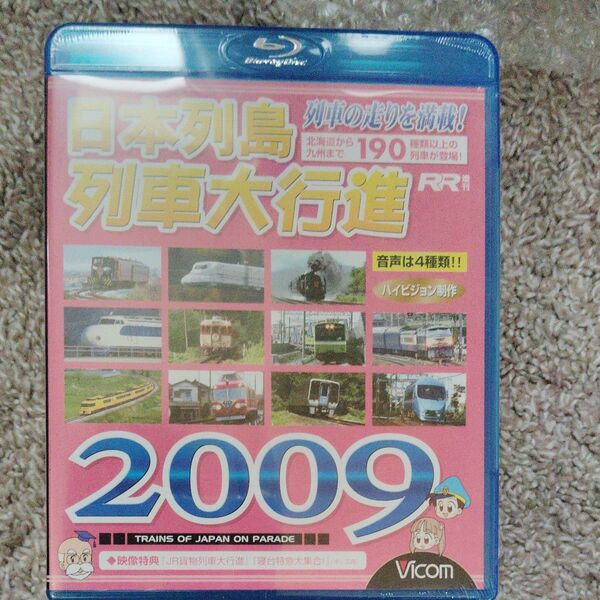 Blu-ray Disc
列車の走りを満載!
日本列島
北海道から
九州まで
190
種類以上の
列車が登場!
列車大行進
RR増刊
音声は4種類!!
ハイビジョン制作
2009
TRAINS OF JAPAN ON PARADE
◆映像特典「JR貨物列車大行進」「寝台特急大集合!」
Vicom